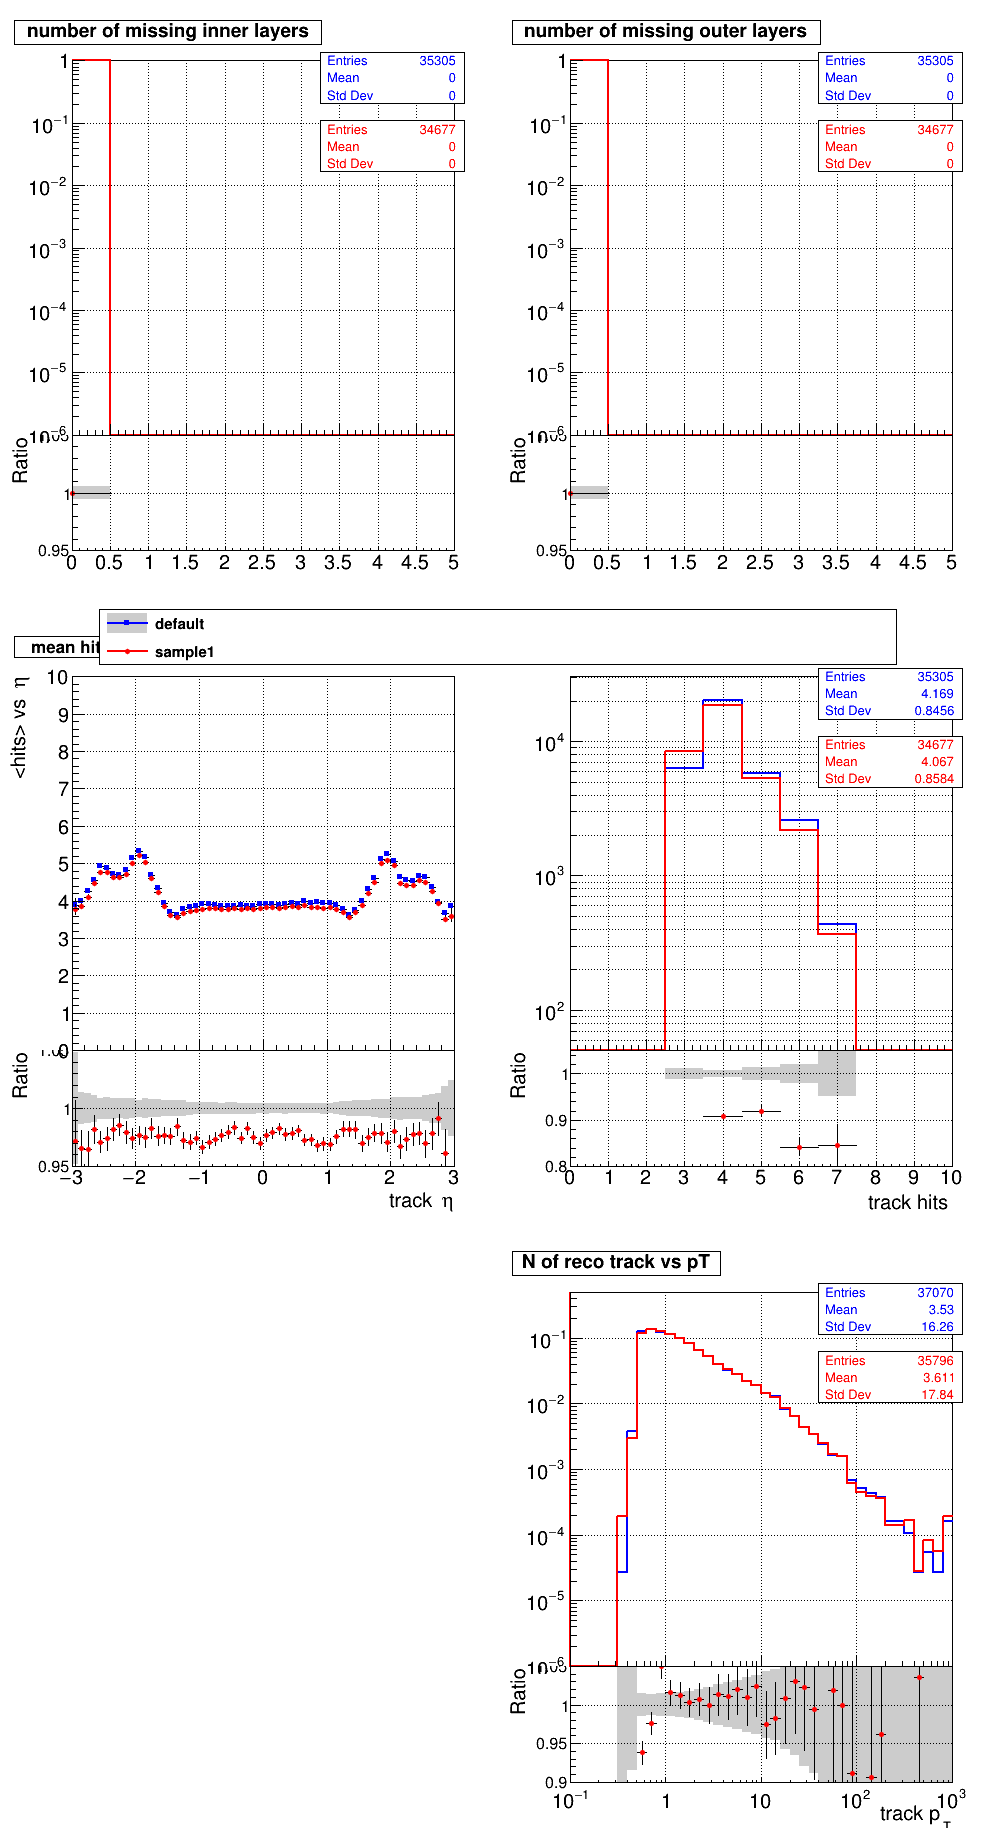 number of missing inner layers
number of missing outer layers
Entries 35305
Mean 0
Std Dev 0
Entries 34677
Mean 0
Std Dev 0
Entries 35305
Mean 0
Std Dev 0
Entries 34677
Mean 0
Std Dev 0
1
10−1
10−2
10−3
10−4
10−5
10−6
1
10−1
10−2
10−3
10−4
10−5
10−6
Ratio
1
0.95
0 0.5 1 1.5 2 2.5 3 3.5 4 4.5 5
Ratio
1
0.95
0 0.5 1 1.5 2 2.5 3 3.5 4 4.5 5
default
sample1
mean hit
<hits> vs η
10
9
8
7
6
5
4
3
2
1
0
Ratio
1
0.95
−3 −2 −1 0 1 2 3
track η
Entries 35305
Mean 4.169
Std Dev 0.8456
Entries 34677
Mean 4.067
Std Dev 0.8584
10^4
10^3
10^2
Ratio
1
0.9
0.8
0 1 2 3 4 5 6 7 8 9 10
track hits
N of reco track vs pT
Entries 37070
Mean 3.53
Std Dev 16.26
Entries 35796
Mean 3.611
Std Dev 17.84
10−1
10−2
10−3
10−4
10−5
10−6
Ratio
1
0.95
0.9
10−1 1 10 10^2 10^3
track p
T